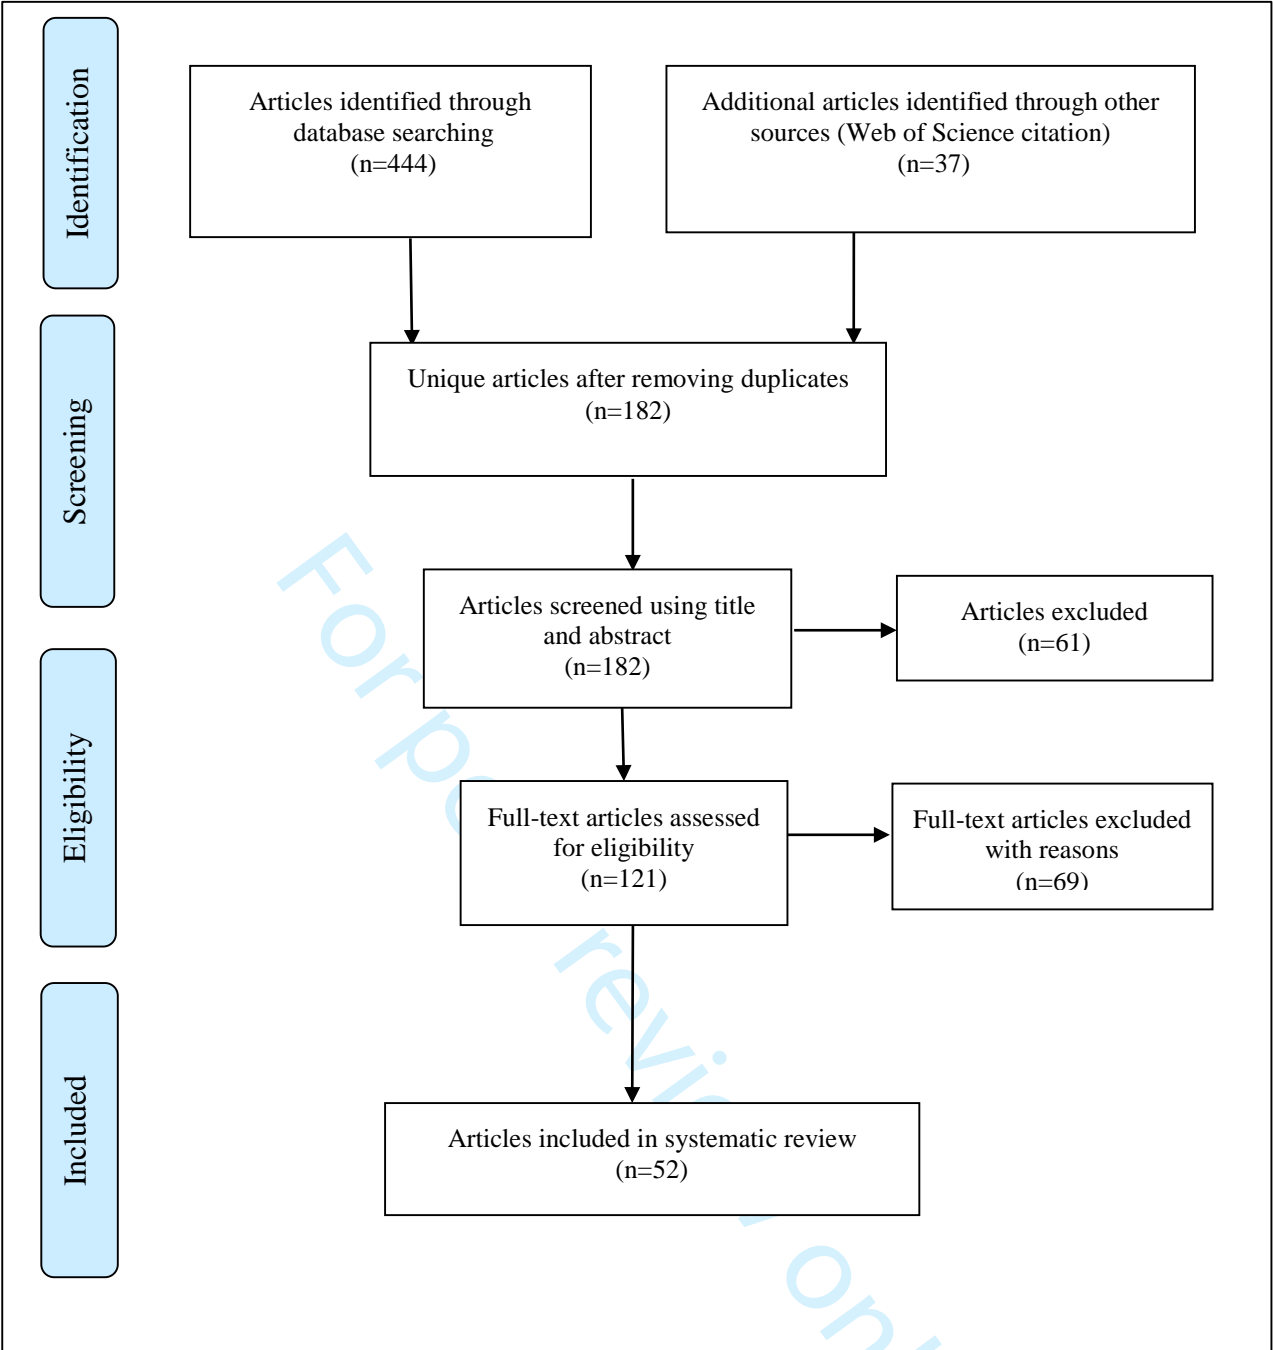 Identification
Articles identified through
database searching
(n=444)
Additional articles identified through other
sources (Web of Science citation)
(n=37)
Screening
Unique articles after removing duplicates
(n=182)
Articles screened using title
and abstract
(n=182)
Articles excluded
(n=61)
Eligibility
Full-text articles assessed
for eligibility
(n=121)
Full-text articles excluded
with reasons
(n=69)
Included
Articles included in systematic review
(n=52)
For review